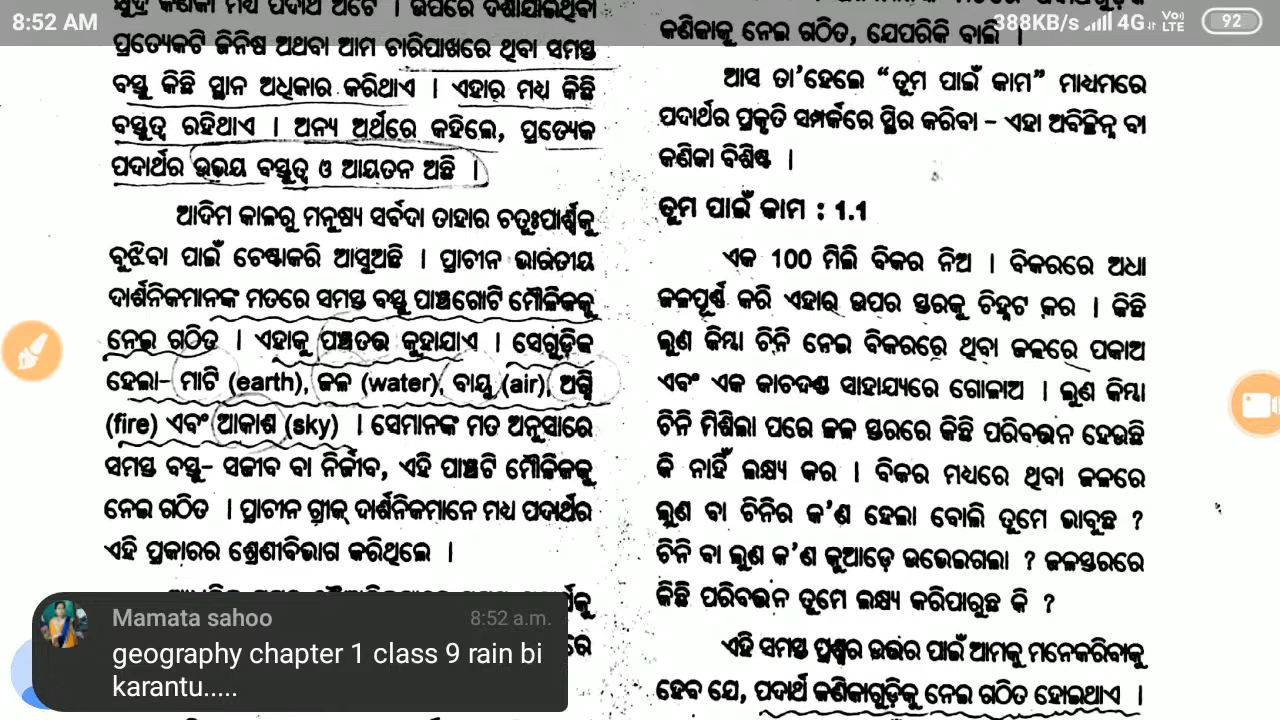 8:52 AM
388KB/s 4G VoLTE 92
କ୍ଷୁଦ୍ର କଣିକା ମଧ୍ୟ ପଦାର୍ଥ ଅଟେ । ଉପରେ ଦର୍ଶାଯାଇଥିବା
ପ୍ରତ୍ୟେକଟି ଜିନିଷ ଅଥବା ଆମ ଚାରିପାଖରେ ଥିବା ସମସ୍ତ
ବସ୍ତୁ କିଛି ସ୍ଥାନ ଅଧିକାର କରିଥାଏ । ଏହାର ମଧ୍ୟ କିଛି
ବସ୍ତୁତ୍ୱ ରହିଥାଏ । ଅନ୍ୟ ଅର୍ଥରେ କହିଲେ, ପ୍ରତ୍ୟେକ
ପଦାର୍ଥର ଉଭୟ ବସ୍ତୁତ୍ୱ ଓ ଆୟତନ ଅଛି ।
ଆଦିମ କାଳରୁ ମନୁଷ୍ୟ ସର୍ବଦା ତାହାର ଚତୁଃପାର୍ଶ୍ୱକୁ
ବୁଝିବା ପାଇଁ ଚେଷ୍ଟାକରି ଆସୁଅଛି । ପ୍ରାଚୀନ ଭାରତୀୟ
ଦାର୍ଶନିକମାନଙ୍କ ମତରେ ସମସ୍ତ ବସ୍ତୁ ପାଞ୍ଚଗୋଟି ମୌଳିକକୁ
ନେଇ ଗଠିତ । ଏହାକୁ ପଞ୍ଚତତ୍ତ୍ୱ କୁହାଯାଏ । ସେଗୁଡ଼ିକ
ହେଲା- ମାଟି (earth), ଜଳ (water), ବାୟୁ (air), ଅଗ୍ନି
(fire) ଏବଂ ଆକାଶ (sky) । ସେମାନଙ୍କ ମତ ଅନୁସାରେ
ସମସ୍ତ ବସ୍ତୁ- ସଜୀବ ବା ନିର୍ଜୀବ, ଏହି ପାଞ୍ଚଟି ମୌଳିକକୁ
ନେଇ ଗଠିତ । ପ୍ରାଚୀନ ଗ୍ରୀକ୍ ଦାର୍ଶନିକମାନେ ମଧ୍ୟ ପଦାର୍ଥର
ଏହି ପ୍ରକାରର ଶ୍ରେଣୀବିଭାଗ କରିଥିଲେ ।
Mamata sahoo 8:52 a.m.
geography chapter 1 class 9 rain bi
karantu.....
କଣିକାକୁ ନେଇ ଗଠିତ, ଯେପରିକି ବାଲି ।
ଆସ ତା'ହେଲେ “ତୁମ ପାଇଁ କାମ” ମାଧ୍ୟମରେ
ପଦାର୍ଥର ପ୍ରକୃତି ସମ୍ପର୍କରେ ସ୍ଥିର କରିବା – ଏହା ଅବିଚ୍ଛିନ୍ନ ବା
କଣିକା ବିଶିଷ୍ଟ ।
ତୁମ ପାଇଁ କାମ : 1.1
ଏକ 100 ମିଲି ବିକର ନିଅ । ବିକରରେ ଅଧା
ଜଳପୂର୍ଣ୍ଣ କରି ଏହାର ଉପର ସ୍ତରକୁ ଚିହ୍ନଟ କର । କିଛି
ଲୁଣ କିମ୍ବା ଚିନି ନେଇ ବିକରରେ ଥିବା ଜଳରେ ପକାଅ
ଏବଂ ଏକ କାଚଦଣ୍ଡ ସାହାଯ୍ୟରେ ଗୋଳାଅ । ଲୁଣ କିମ୍ବା
ଚିନି ମିଶିଲା ପରେ ଜଳ ସ୍ତରରେ କିଛି ପରିବର୍ତ୍ତନ ହେଉଛି
କି ନାହିଁ ଲକ୍ଷ୍ୟ କର । ବିକର ମଧ୍ୟରେ ଥିବା ଜଳରେ
ଲୁଣ ବା ଚିନିର କ'ଣ ହେଲା ବୋଲି ତୁମେ ଭାବୁଛ ?
ଚିନି ବା ଲୁଣ କ'ଣ କୁଆଡ଼େ ଉଭେଇଗଲା ? ଜଳସ୍ତରରେ
କିଛି ପରିବର୍ତ୍ତନ ତୁମେ ଲକ୍ଷ୍ୟ କରିପାରୁଛ କି ?
ଏହି ସମସ୍ତ ପ୍ରଶ୍ନର ଉତ୍ତର ପାଇଁ ଆମକୁ ମନେକରିବାକୁ
ହେବ ଯେ, ପଦାର୍ଥ କଣିକାଗୁଡ଼ିକୁ ନେଇ ଗଠିତ ହୋଇଥାଏ ।